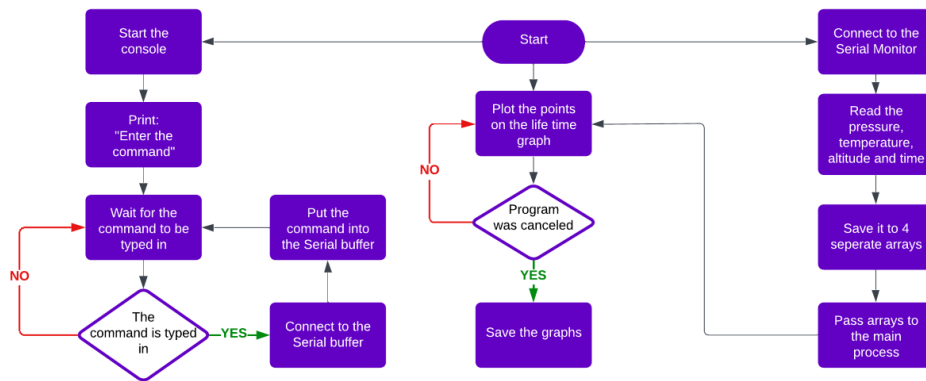 Start the
console
Start
Connect to the
Serial Monitor
Print:
"Enter the
command"
Plot the points
on the life time
graph
Read the
pressure,
temperature,
altitude and time
NO
Wait for the
command to be
typed in
Put the
command into
the Serial buffer
Program
was canceled
Save it to 4
seperate arrays
NO
YES
The
command is typed
in
YES
Connect to the
Serial buffer
Save the graphs
Pass arrays to
the main
process